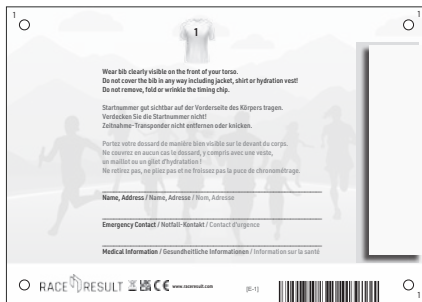 1
1
1
Wear bib clearly visible on the front of your torso.
Do not cover the bib in any way including jacket, shirt or hydration vest!
Do not remove, fold or wrinkle the timing chip.
Startnummer gut sichtbar auf der Vorderseite des Körpers tragen.
Verdecken Sie die Startnummer nicht!
Zeitnahme-Transponder nicht entfernen oder knicken.
Portez votre dossard de manière bien visible sur le devant du corps.
Ne couvrez en aucun cas le dossard, y compris avec une veste,
un maillot ou un gilet d'hydratation !
Ne retirez pas, ne pliez pas et ne froissez pas la puce de chronométrage.
Name, Address / Name, Adresse / Nom, Adresse
Emergency Contact / Notfall-Kontakt / Contact d'urgence
Medical Information / Gesundheitliche Informationen / Information sur la santé
RACE RESULT CE www.raceresult.com [E-1]
1